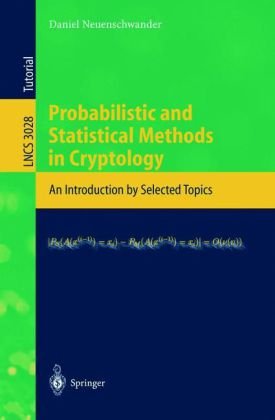 Daniel Neuenschwander
Tutorial
LNCS 3028
Probabilistic and
Statistical Methods
in Cryptology
An Introduction by Selected Topics
Springer